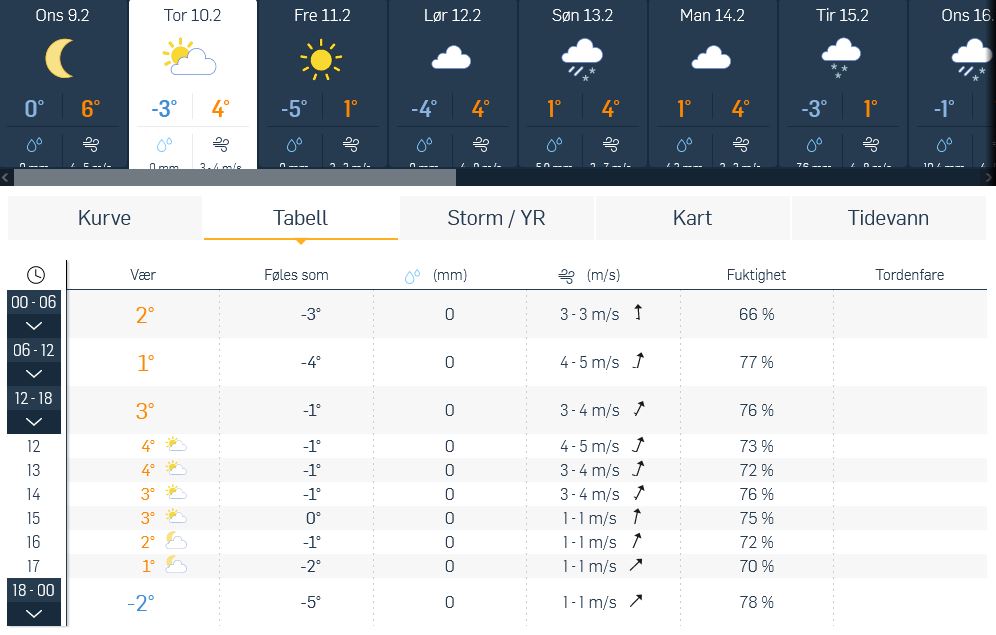 Ons 9.2 Tor 10.2 Fre 11.2 Lør 12.2 Søn 13.2 Man 14.2 Tir 15.2 Ons 16.
0° 6° -3° 4° -5° 1° -4° 4° 1° 4° 1° 4° -3° 1° -1°
Kurve Tabell Storm / YR Kart Tidevann
Vær Føles som (mm) (m/s) Fuktighet Tordenfare
00 - 06 2° -3° 0 3 - 3 m/s 66 %
06 - 12 1° -4° 0 4 - 5 m/s 77 %
12 - 18 3° -1° 0 3 - 4 m/s 76 %
12 4° -1° 0 4 - 5 m/s 73 %
13 4° -1° 0 3 - 4 m/s 72 %
14 3° -1° 0 3 - 4 m/s 76 %
15 3° 0° 0 1 - 1 m/s 75 %
16 2° -1° 0 1 - 1 m/s 72 %
17 1° -2° 0 1 - 1 m/s 70 %
18 - 00 -2° -5° 0 1 - 1 m/s 78 %